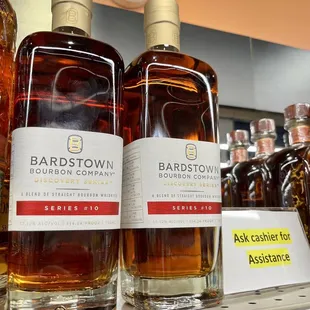 BARDSTOWN
BOURBON COMPANY
DISCOVERY SERIES
A BLEND OF STRAIGHT BOURBON WHISKIES
SERIES #10
BARDSTOWN
BOURBON COMPANY
DISCOVERY SERIES
A BLEND OF STRAIGHT BOURBON WHISKIES
SERIES #10
Ask cashier for
Assistance